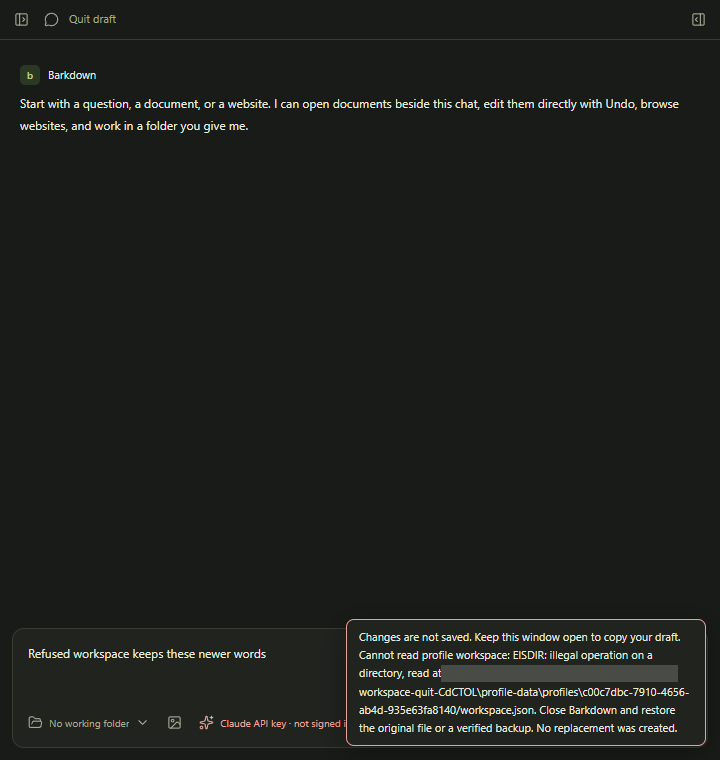 Quit draft
b Barkdown
Start with a question, a document, or a website. I can open documents beside this chat, edit them directly with Undo, browse
websites, and work in a folder you give me.
Refused workspace keeps these newer words
No working folder
Claude API key · not signed i
Changes are not saved. Keep this window open to copy your draft.
Cannot read profile workspace: EISDIR: illegal operation on a
directory, read at
workspace-quit-CdCTOL\profile-data\profiles\c00c7dbc-7910-4656-
ab4d-935e63fa8140/workspace.json. Close Barkdown and restore
the original file or a verified backup. No replacement was created.